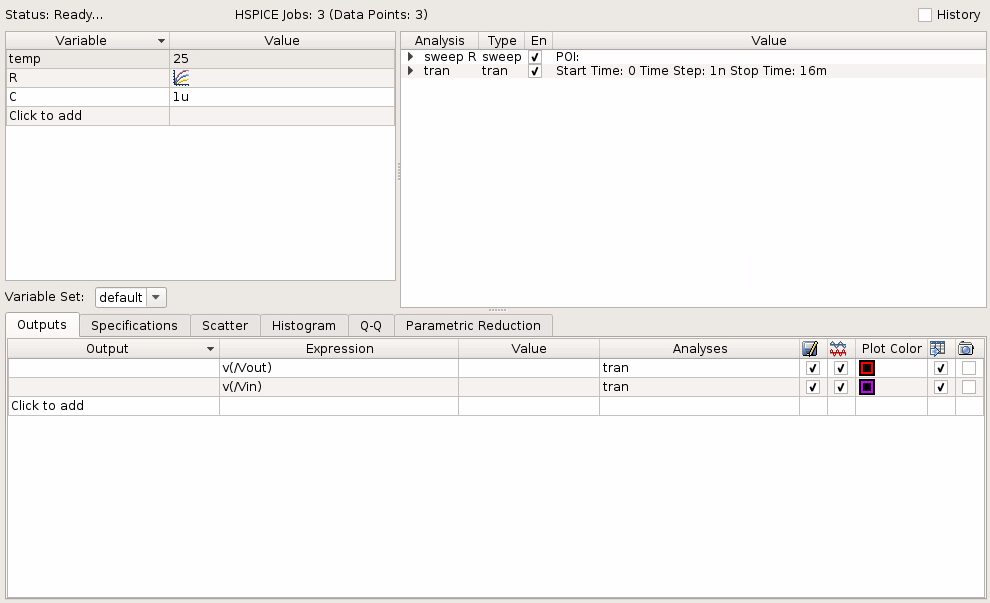 Status: Ready... HSPICE Jobs: 3 (Data Points: 3) History
Variable Value
temp 25
R
C 1u
Click to add
Analysis Type En Value
sweep R sweep POI:
tran tran Start Time: 0 Time Step: 1n Stop Time: 16m
Variable Set: default
Outputs Specifications Scatter Histogram Q-Q Parametric Reduction
Output Expression Value Analyses Plot Color
v(/Vout) tran
v(/Vin) tran
Click to add